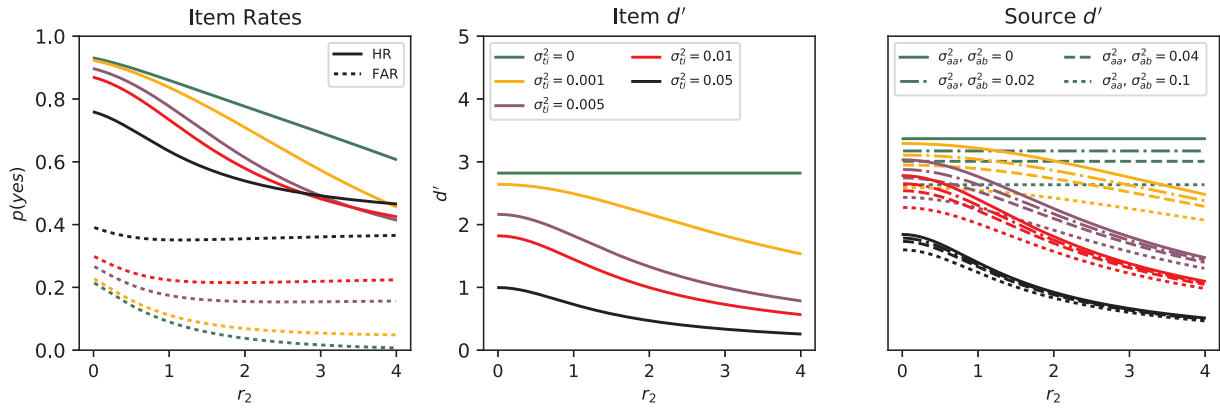 Item Rates
1.0
0.8
0.6
0.4
0.2
0.0
p(yes)
HR
FAR
0 1 2 3 4
r₂
Item d′
5
4
3
2
1
0
d′
σ²ₜᵢ = 0
σ²ₜᵢ = 0.001
σ²ₜᵢ = 0.005
σ²ₜᵢ = 0.01
σ²ₜᵢ = 0.05
0 1 2 3 4
r₂
Source d′
σ²ₐₐ, σ²ₐb = 0
σ²ₐₐ, σ²ₐb = 0.02
σ²ₐₐ, σ²ₐb = 0.04
σ²ₐₐ, σ²ₐb = 0.1
0 1 2 3 4
r₂